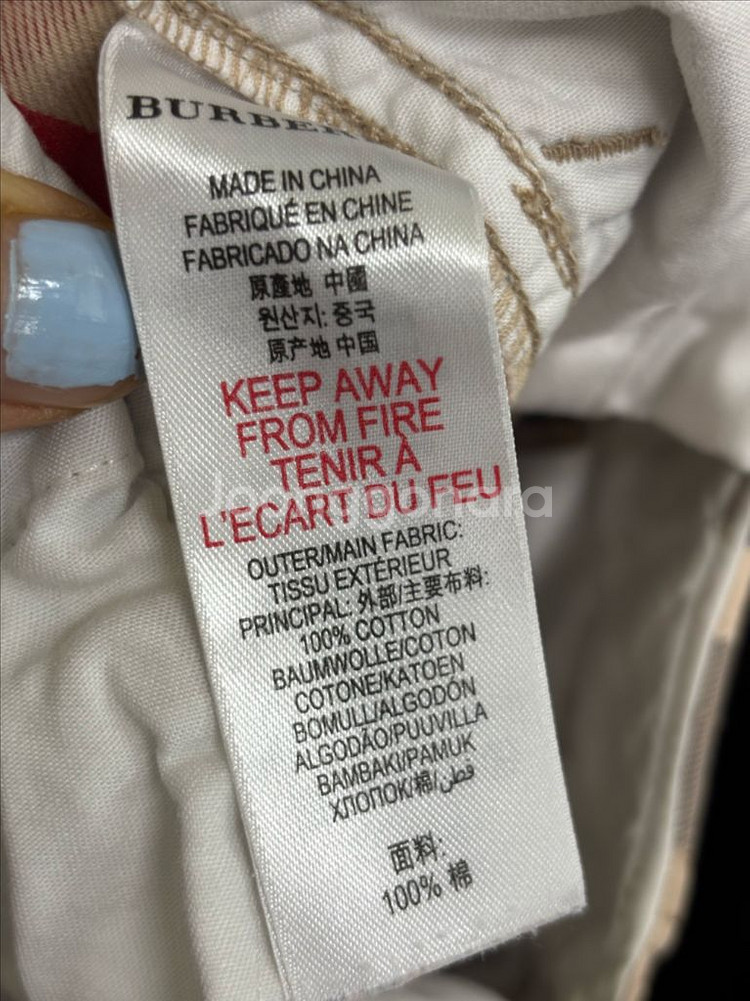 BURBER
MADE IN CHINA
FABRIQUÉ EN CHINE
FABRICADO NA CHINA
原產地 中國
원산지: 중국
原产地 中国
KEEP AWAY
FROM FIRE
TENIR À
L'ECART DU FEU
OUTER/MAIN FABRIC:
TISSU EXTÉRIEUR
PRINCIPAL: 外部/主要布料:
100% COTTON
BAUMWOLLE/COTON
COTONE/KATOEN
BOMULL/ALGODÓN
ALGODÃO/PUUVILLA
BAMBAKI/PAMUK
ХЛОПОК/棉/قطن
面料:
100% 棉